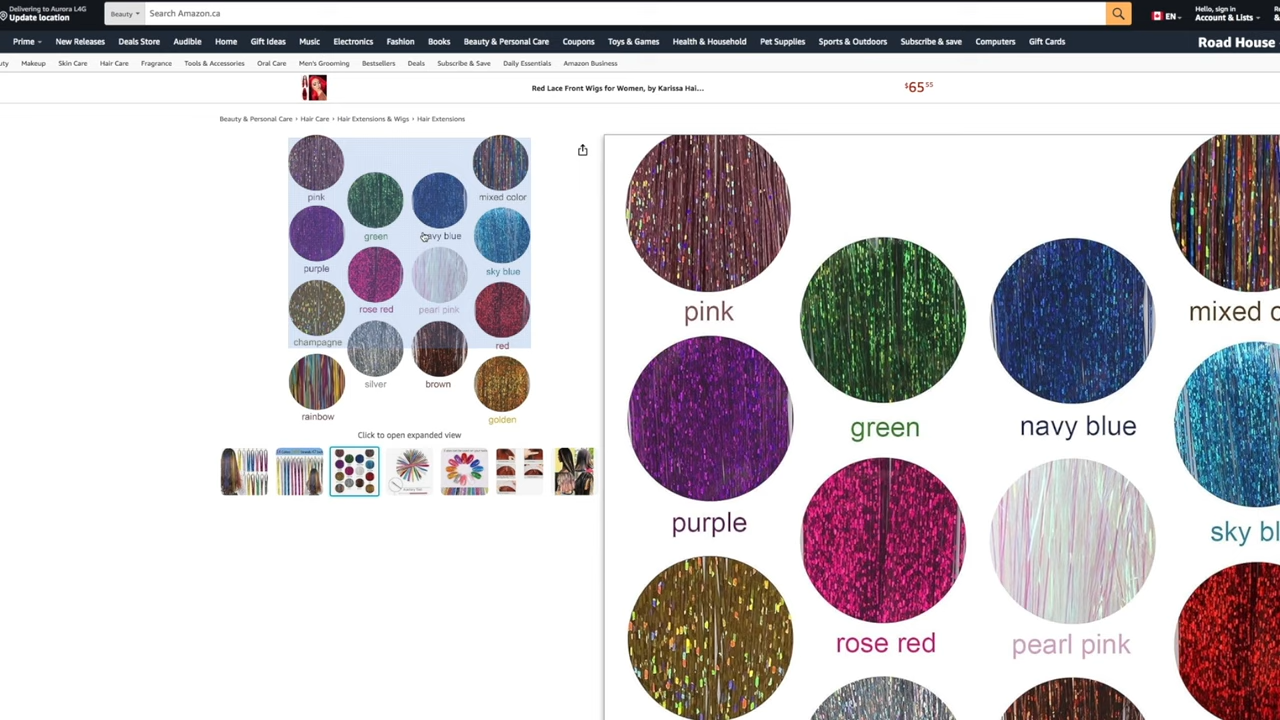 Delivering to Aurora L4G
Update location
Beauty
Search Amazon.ca
EN
Hello, sign in
Account & Lists
Prime
New Releases
Deals Store
Audible
Home
Gift Ideas
Music
Electronics
Fashion
Books
Beauty & Personal Care
Coupons
Toys & Games
Health & Household
Pet Supplies
Sports & Outdoors
Subscribe & save
Computers
Gift Cards
Road House
Makeup
Skin Care
Hair Care
Fragrance
Tools & Accessories
Oral Care
Men's Grooming
Bestsellers
Deals
Subscribe & Save
Daily Essentials
Amazon Business
Red Lace Front Wigs for Women, by Karissa Hai...
$65 55
Beauty & Personal Care › Hair Care › Hair Extensions & Wigs › Hair Extensions
pink
mixed color
green
navy blue
purple
sky blue
rose red
pearl pink
champagne
red
silver
brown
rainbow
golden
Click to open expanded view
pink
mixed c
green
navy blue
purple
sky bl
rose red
pearl pink